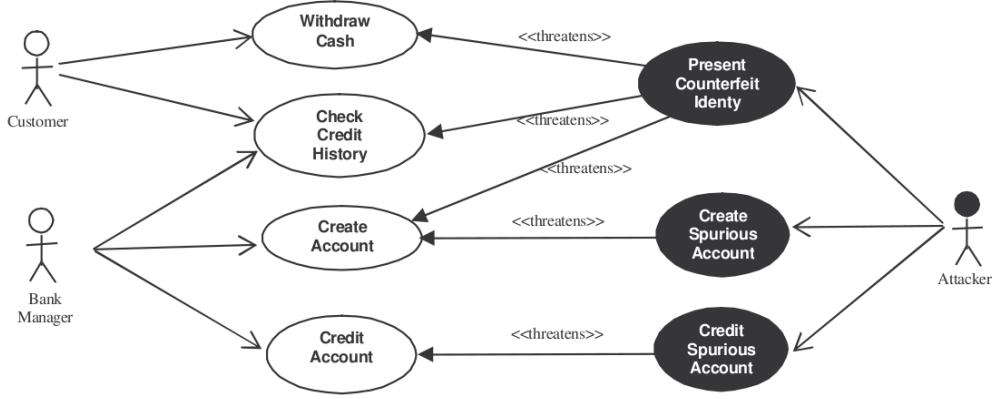 Withdraw
Cash
<<threatens>>
Present
Counterfeit
Identy
Customer
Check
Credit
History
<<threatens>>
<<threatens>>
Create
Account
<<threatens>>
Create
Spurious
Account
Attacker
Bank
Manager
Credit
Account
<<threatens>>
Credit
Spurious
Account